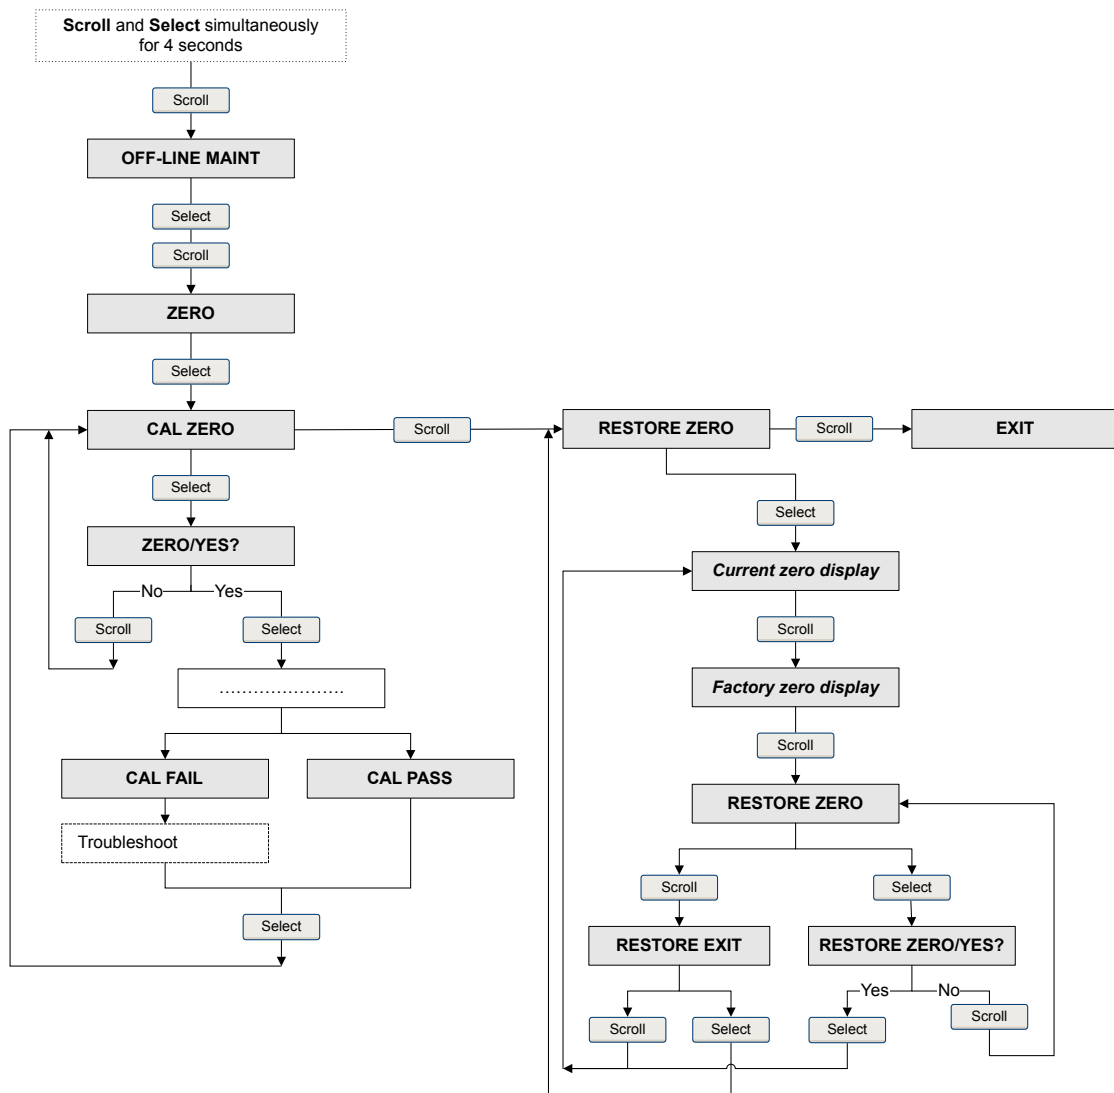 Scroll and Select simultaneously
for 4 seconds
Scroll
OFF-LINE MAINT
Select
Scroll
ZERO
Select
CAL ZERO
Scroll
RESTORE ZERO
Scroll
EXIT
Select
ZERO/YES?
No
Yes
Scroll
Select
.....................
CAL FAIL
CAL PASS
Troubleshoot
Select
Select
Current zero display
Scroll
Factory zero display
Scroll
RESTORE ZERO
Scroll
Select
RESTORE EXIT
RESTORE ZERO/YES?
Yes
No
Scroll
Select
Select
Scroll